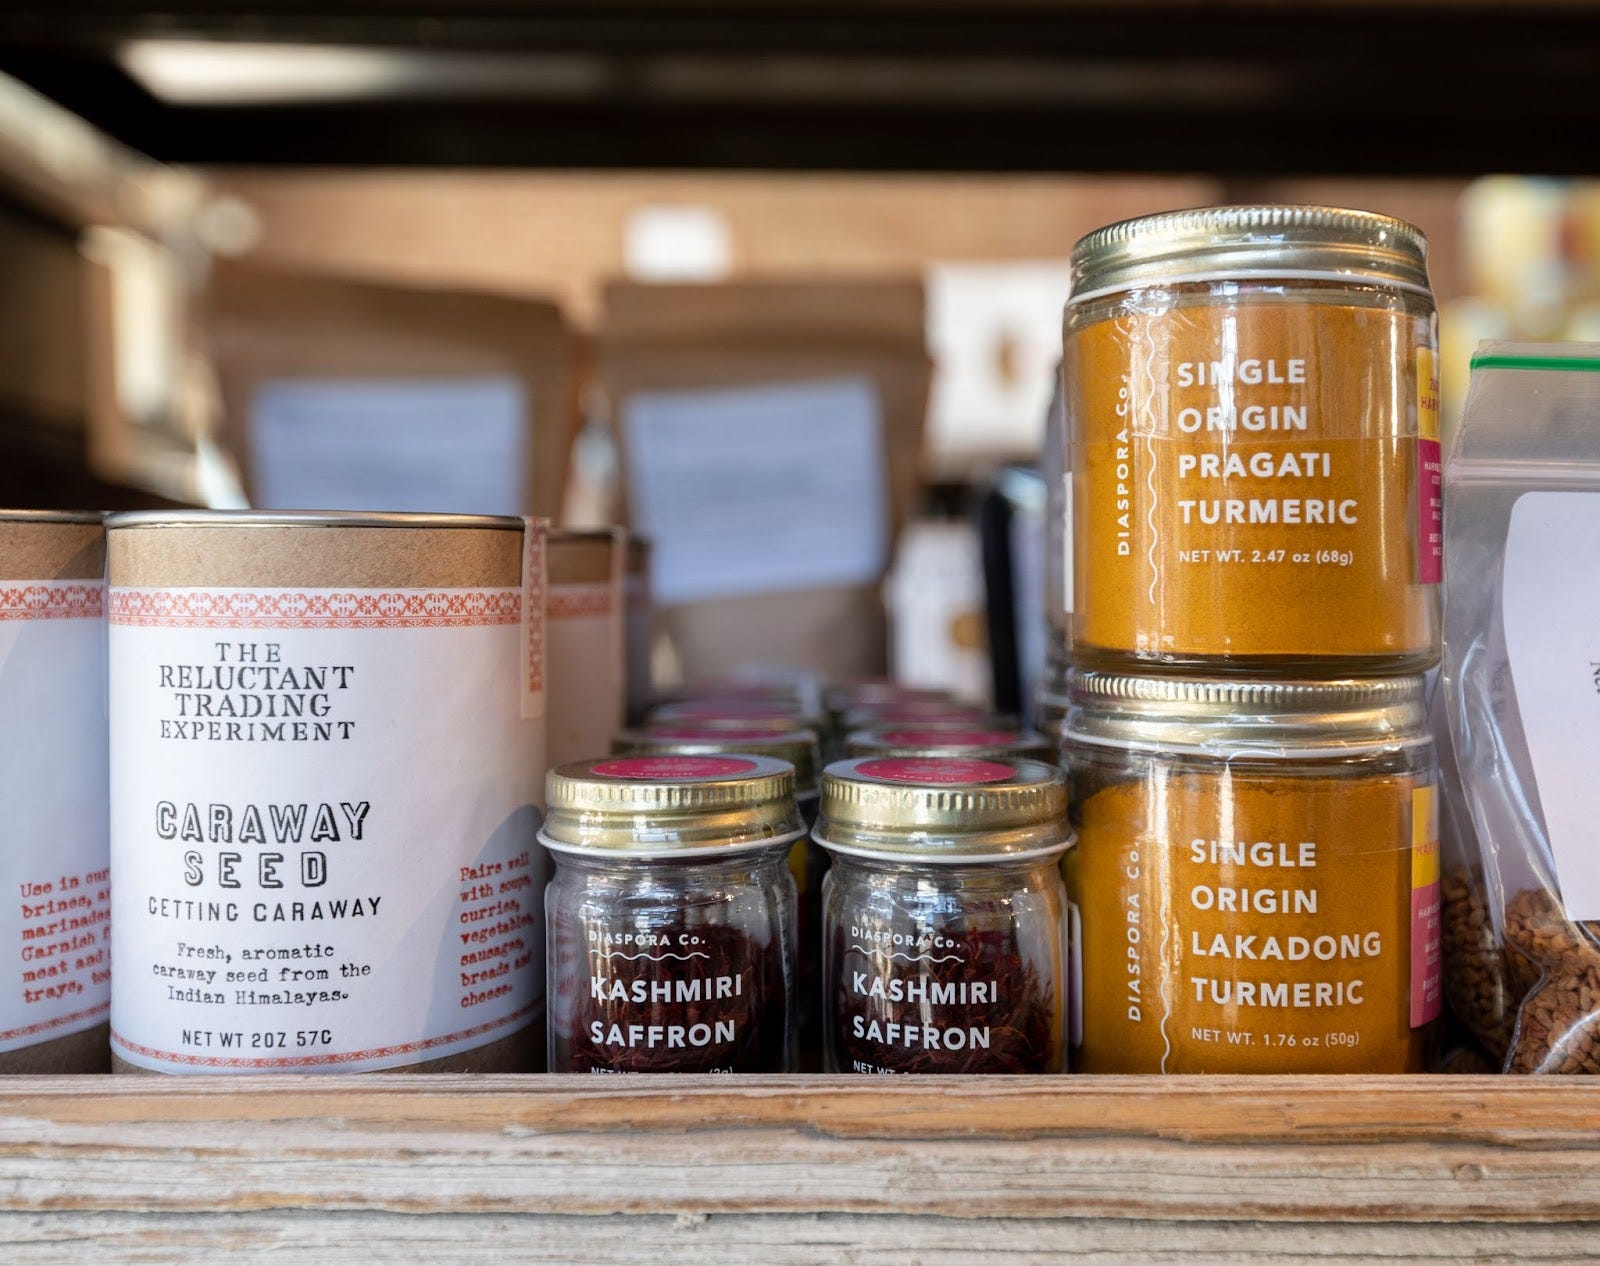 THE
RELUCTANT
TRADING
EXPERIMENT
CARAWAY
SEED
GETTING CARAWAY
Fresh, aromatic
caraway seed from the
Indian Himalayas.
NET WT 2OZ 57G
Pairs well
with soups,
curries,
vegetables,
sausages,
breads and
cheese.
Use in
brines,
Garnish
meat and
trays,
DIASPORA Co.
KASHMIRI
SAFFRON
NET
DIASPORA Co.
KASHMIRI
SAFFRON
NET WT.
DIASPORA Co.
SINGLE
ORIGIN
PRAGATI
TURMERIC
NET WT. 2.47 oz (68g)
DIASPORA Co.
SINGLE
ORIGIN
LAKADONG
TURMERIC
NET WT. 1.76 oz (50g)